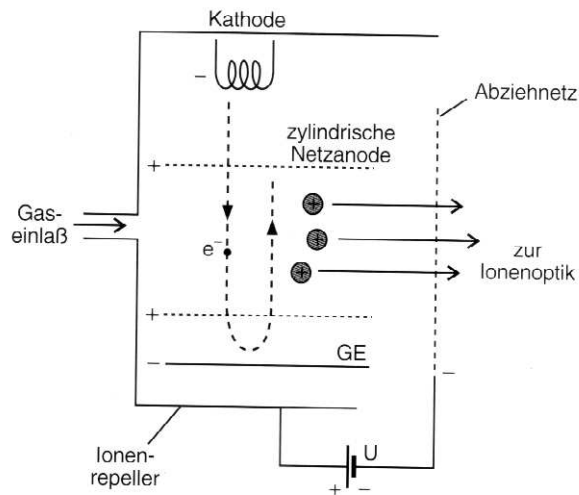 Kathode
−
Abziehnetz
zylindrische
Netzanode
+
Gas-
einlaß
+
e⁻
+
+
zur
Ionenoptik
+
GE
−
−
Ionen-
repeller
U
+ −